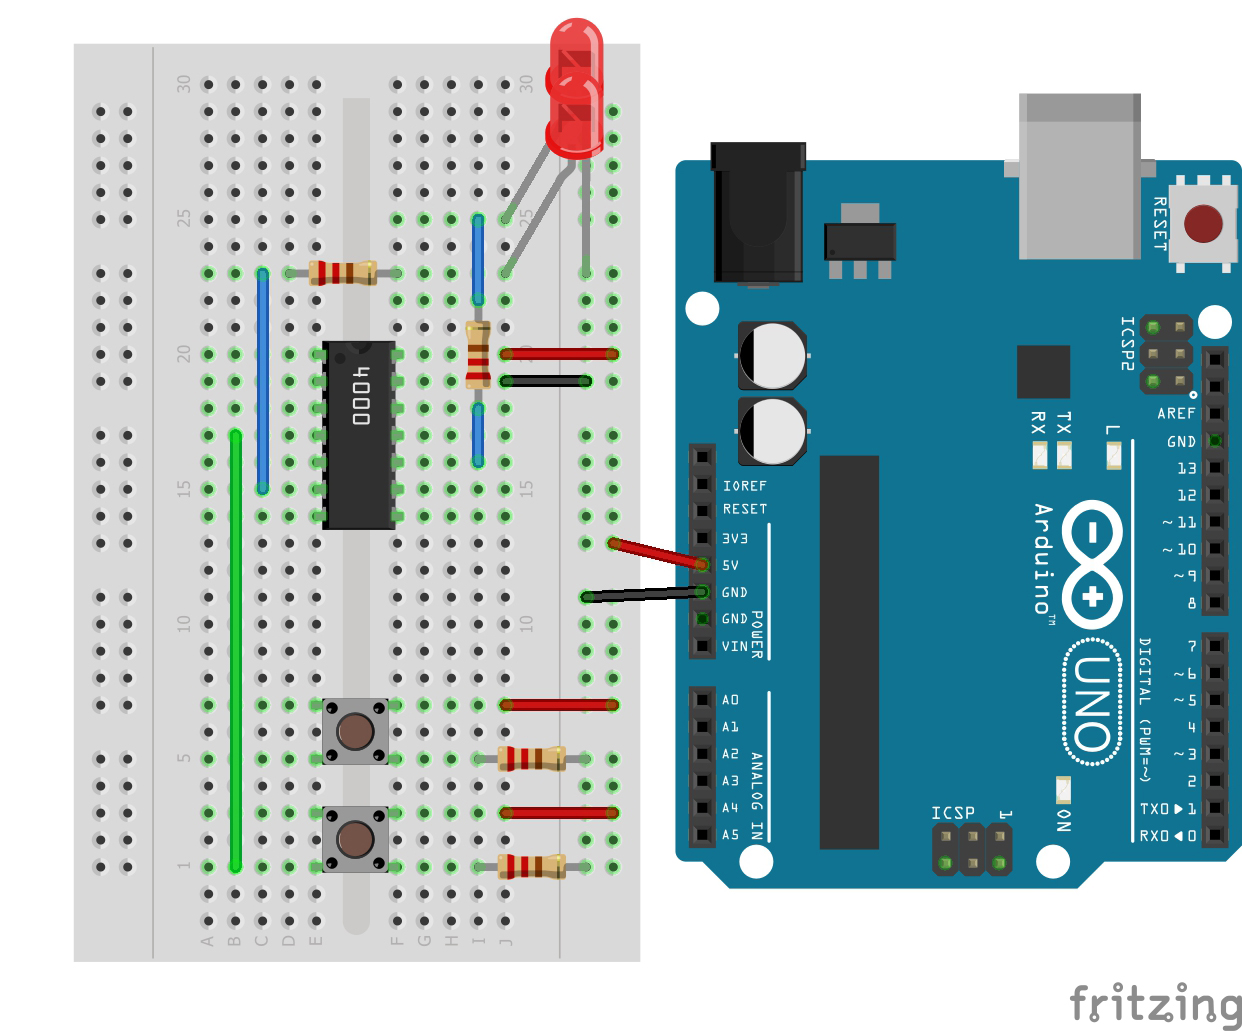 30
30
25
25
20
20
15
15
10
10
5
5
1
1
A B C D E F G H I J
4000
RESET
ICSP2
AREF
GND
13
12
~11
~10
~9
8
7
~6
~5
4
~3
2
TX0 1
RX0 0
RX TX L
IOREF
RESET
3V3
5V
GND
GND
VIN
POWER
A0
A1
A2
A3
A4
A5
ANALOG IN
Arduino™
UNO
DIGITAL (PWM=~)
ON
ICSP 1
fritzing